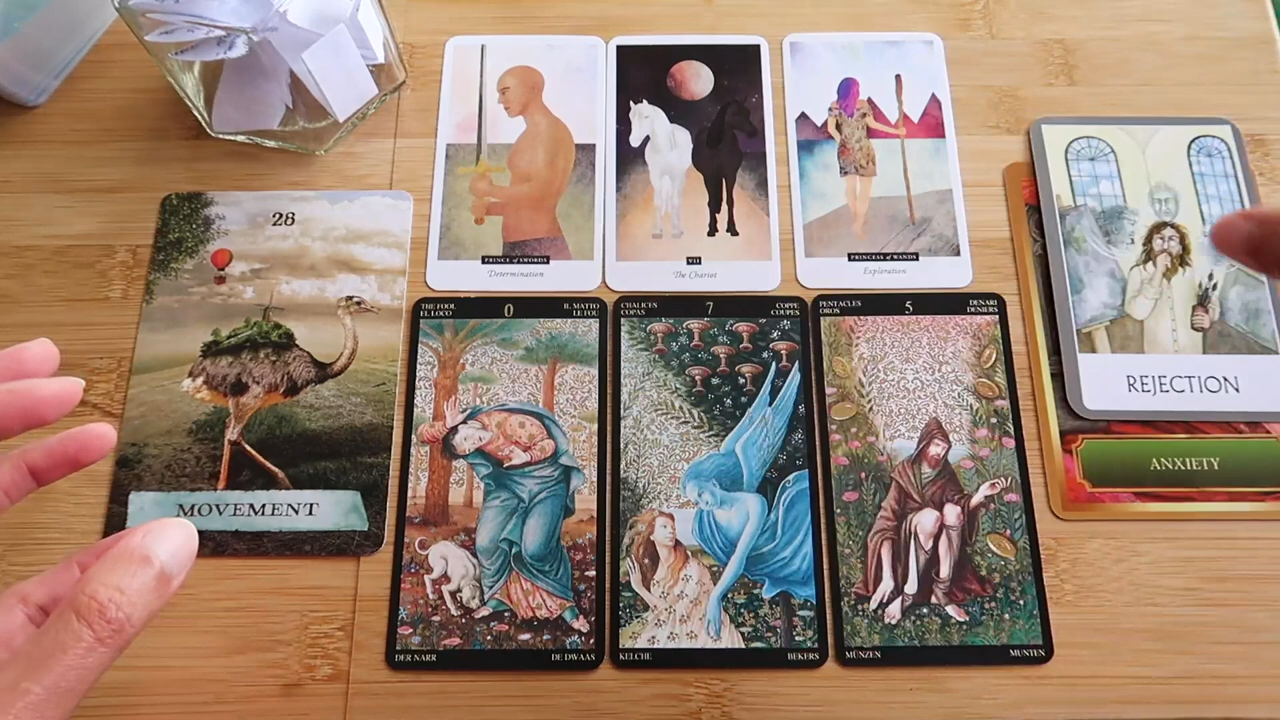 PRINCE of SWORDS
Determination
VII
The Chariot
PRINCESS of WANDS
Exploration
28
MOVEMENT
THE FOOL
EL LOCO
0
IL MATTO
LE FOU
DER NARR
DE DWAAS
CHALICES
COPAS
7
COPPE
COUPES
KELCHE
BEKERS
PENTACLES
OROS
5
DENARI
DENIERS
MÜNZEN
MUNTEN
REJECTION
ANXIETY